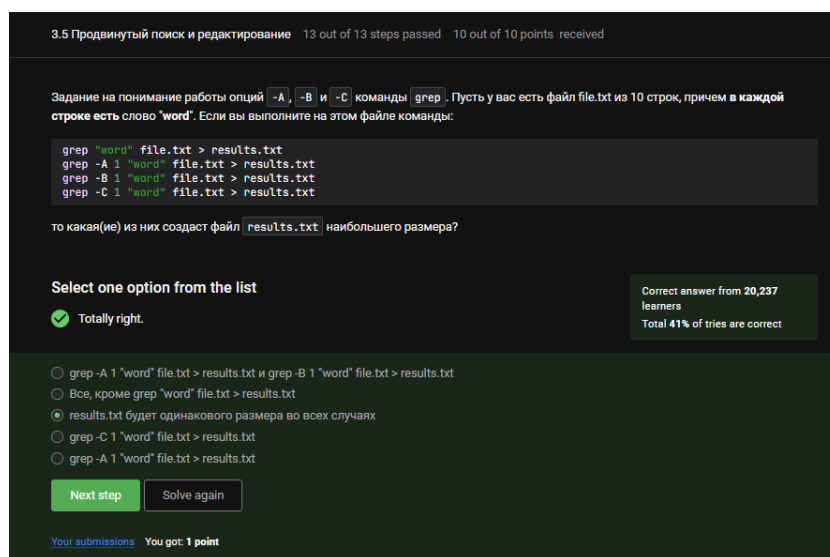 3.5 Продвинутый поиск и редактирование 13 out of 13 steps passed 10 out of 10 points received
Задание на понимание работы опций -A, -B и -C команды grep. Пусть у вас есть файл file.txt из 10 строк, причем в каждой
строке есть слово "word". Если вы выполните на этом файле команды:
grep "word" file.txt > results.txt
grep -A 1 "word" file.txt > results.txt
grep -B 1 "word" file.txt > results.txt
grep -C 1 "word" file.txt > results.txt
то какая(ие) из них создаст файл results.txt наибольшего размера?
Select one option from the list
Totally right.
Correct answer from 20,237
learners
Total 41% of tries are correct
grep -A 1 "word" file.txt > results.txt и grep -B 1 "word" file.txt > results.txt
Все, кроме grep "word" file.txt > results.txt
results.txt будет одинакового размера во всех случаях
grep -C 1 "word" file.txt > results.txt
grep -A 1 "word" file.txt > results.txt
Next step Solve again
Your submissions You got: 1 point